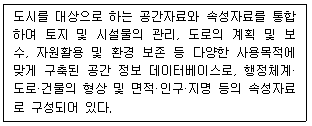 도시를 대상으로 하는 공간자료와 속성자료를 통합
하여 토지 및 시설물의 관리, 도로의 계획 및 보
수, 자원활용 및 환경 보존 등 다양한 사용목적에
맞게 구축된 공간 정보 데이터베이스로, 행정체계·
도로·건물의 형상 및 면적·인구·지명 등의 속성자료
로 구성되어 있다.